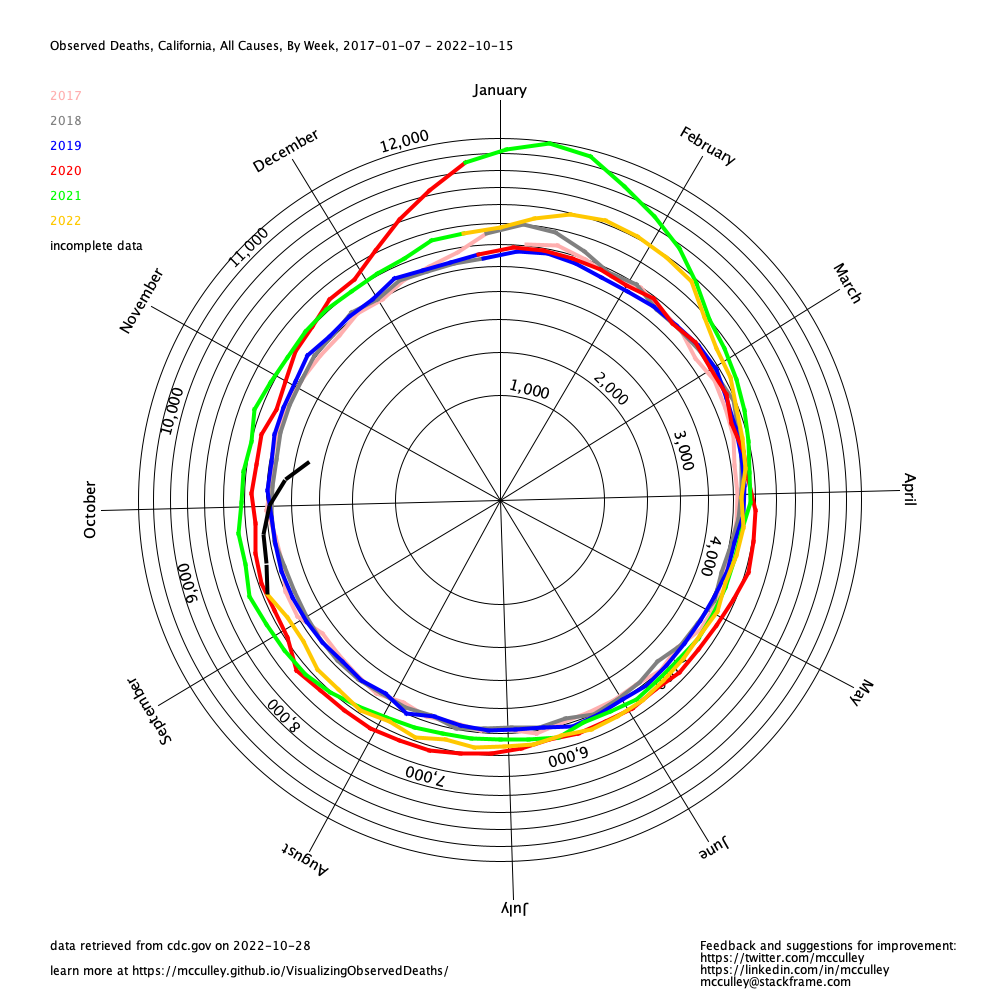 Observed Deaths, California, All Causes, By Week, 2017-01-07 - 2022-10-15
January
2017
2018
2019
2020
2021
2022
incomplete data
December
February
12,000
11,000
November
March
10,000
1,000
2,000
3,000
October
April
4,000
9,000
September
May
8,000
7,000
6,000
August
June
July
data retrieved from cdc.gov on 2022-10-28
learn more at https://mcculley.github.io/VisualizingObservedDeaths/
Feedback and suggestions for improvement:
https://twitter.com/mcculley
https://linkedin.com/in/mcculley
mcculley@stackframe.com